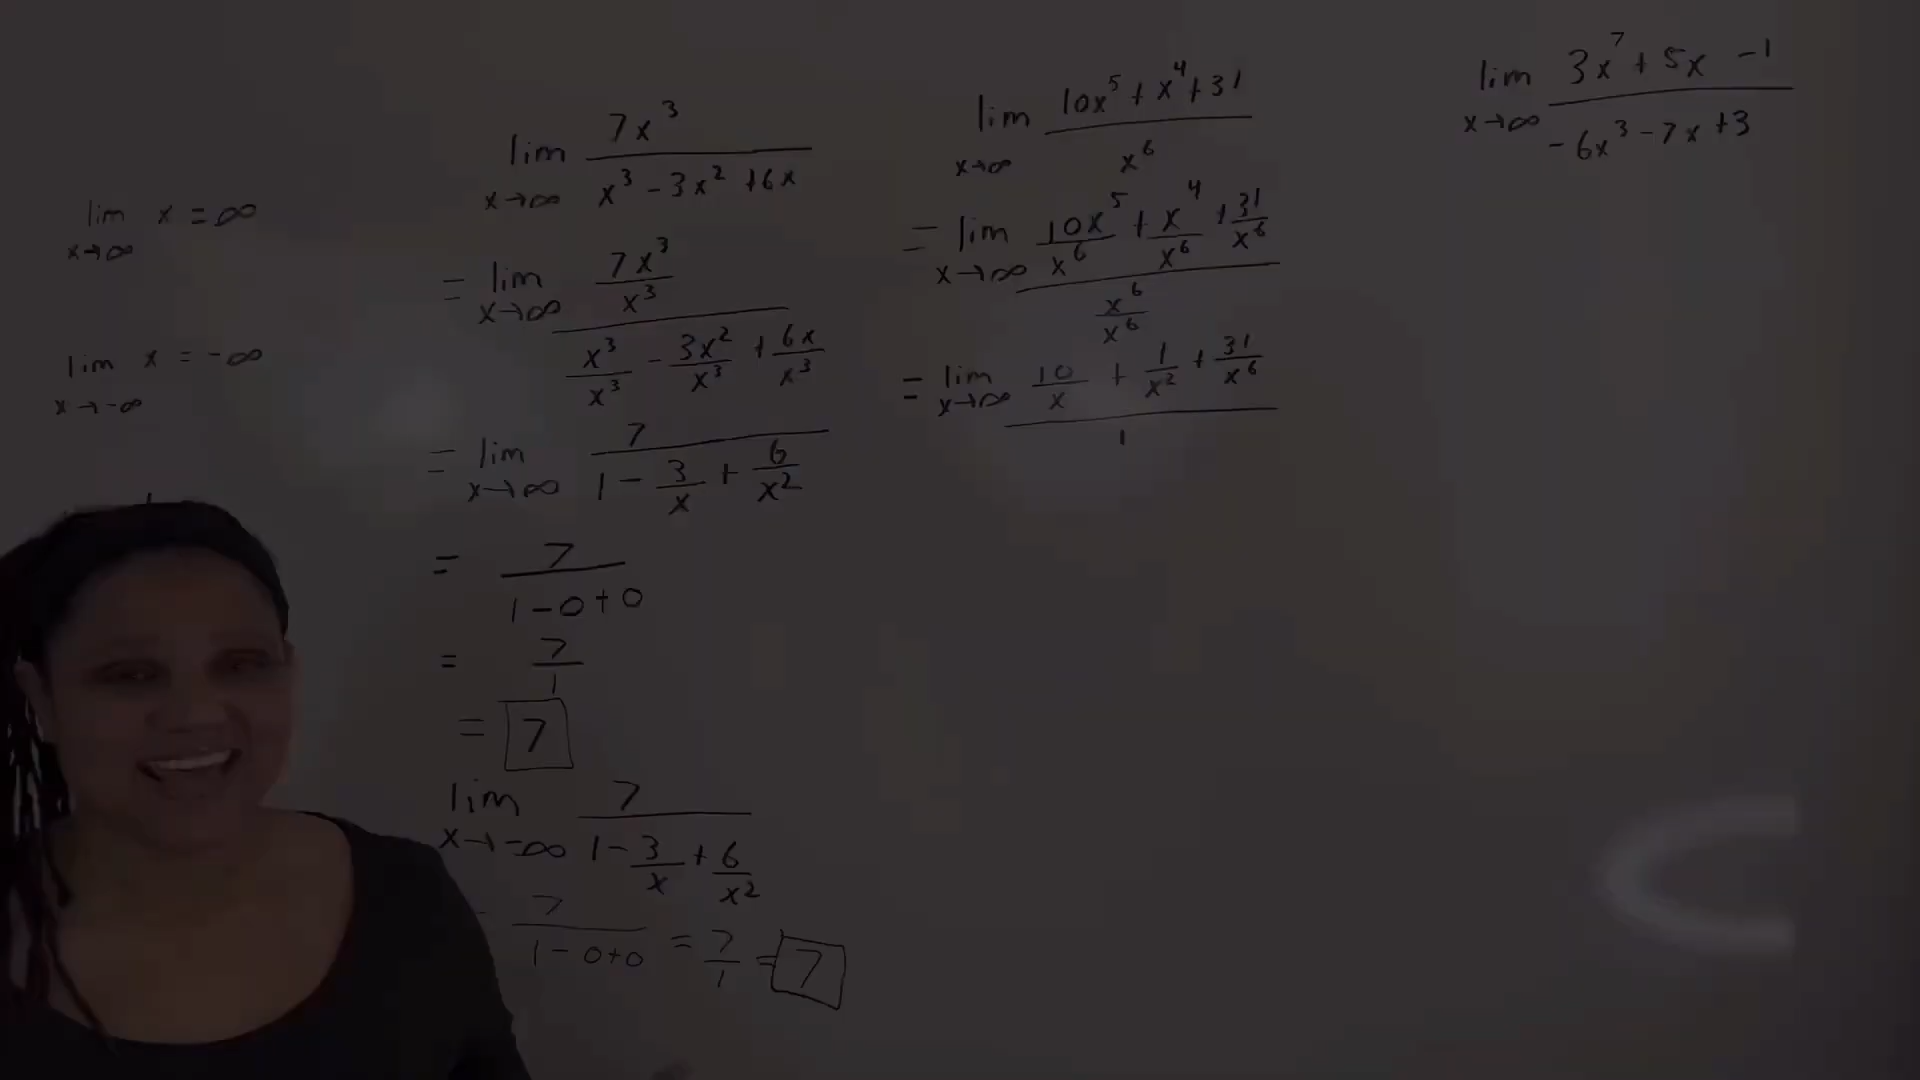 lim x→∞ x = ∞
lim x→-∞ x = -∞
lim x→∞ 7x³ / (x³ - 3x² + 6x)
= lim x→∞ (7x³/x³) / (x³/x³ - 3x²/x³ + 6x/x³)
= lim x→∞ 7 / (1 - 3/x + 6/x²)
= 7 / (1 - 0 + 0)
= 7/1
= 7
lim x→-∞ 7 / (1 - 3/x + 6/x²)
7 / (1 - 0 + 0) = 7/1 = 7
lim x→∞ (10x⁵ + x⁴ + 31) / x⁶
= lim x→∞ (10x⁵/x⁶ + x⁴/x⁶ + 31/x⁶) / (x⁶/x⁶)
= lim x→∞ (10/x + 1/x² + 31/x⁶) / 1
lim x→∞ (3x⁷ + 5x - 1) / (-6x³ - 7x + 3)